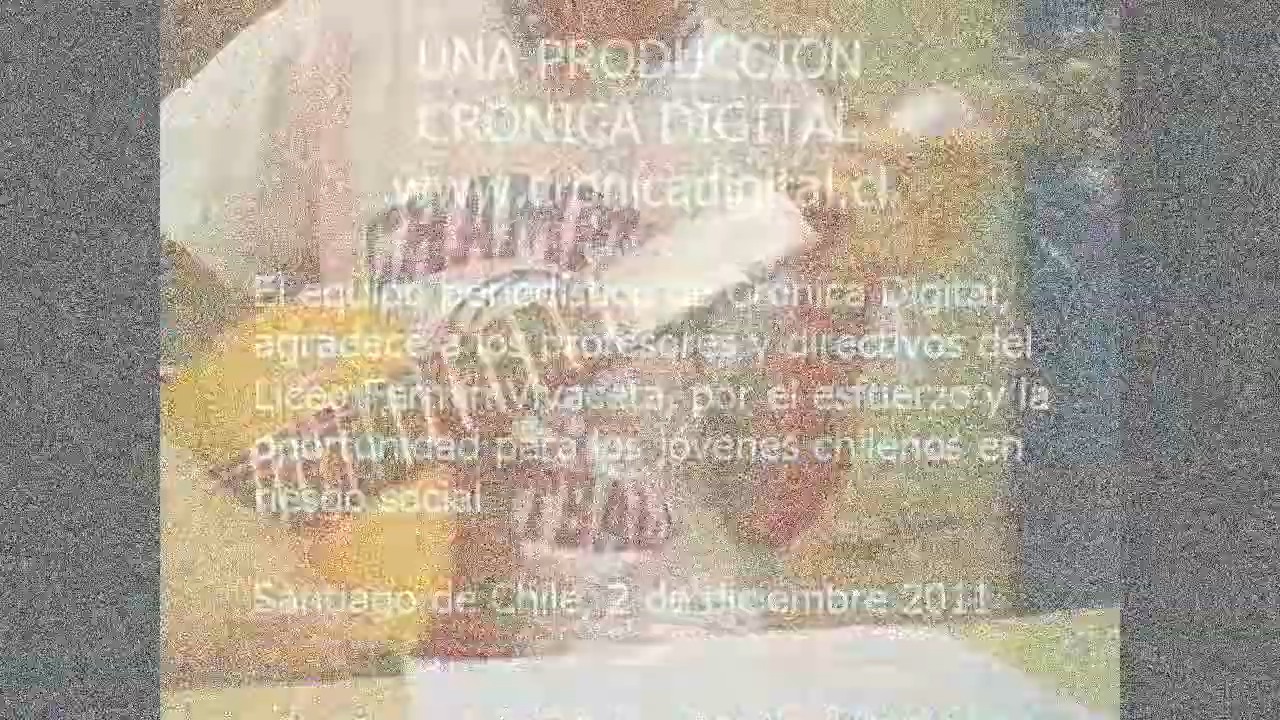 UNA PRODUCCION
CRÓNICA DIGITAL
www.cronicadigital.cl
El equipo periodístico de Crónica Digital,
agradece a los profesores y directivos del
Liceo Femenino Vivaceta, por el esfuerzo y la
oportunidad para los jóvenes chilenos en
riesgo social
Santiago de Chile, 2 de diciembre 2011